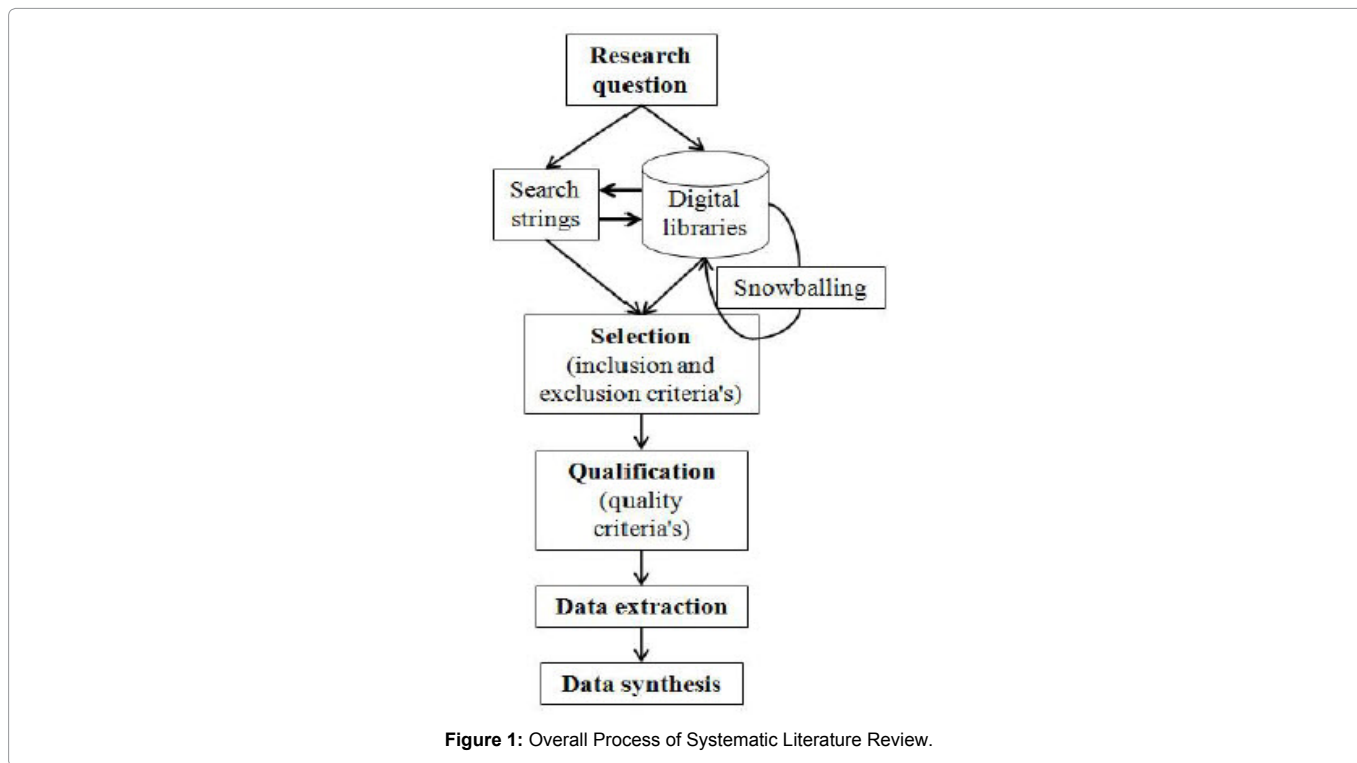 Research
question
Search
strings
Digital
libraries
Snowballing
Selection
(inclusion and
exclusion criteria's)
Qualification
(quality
criteria's)
Data extraction
Data synthesis
Figure 1: Overall Process of Systematic Literature Review.